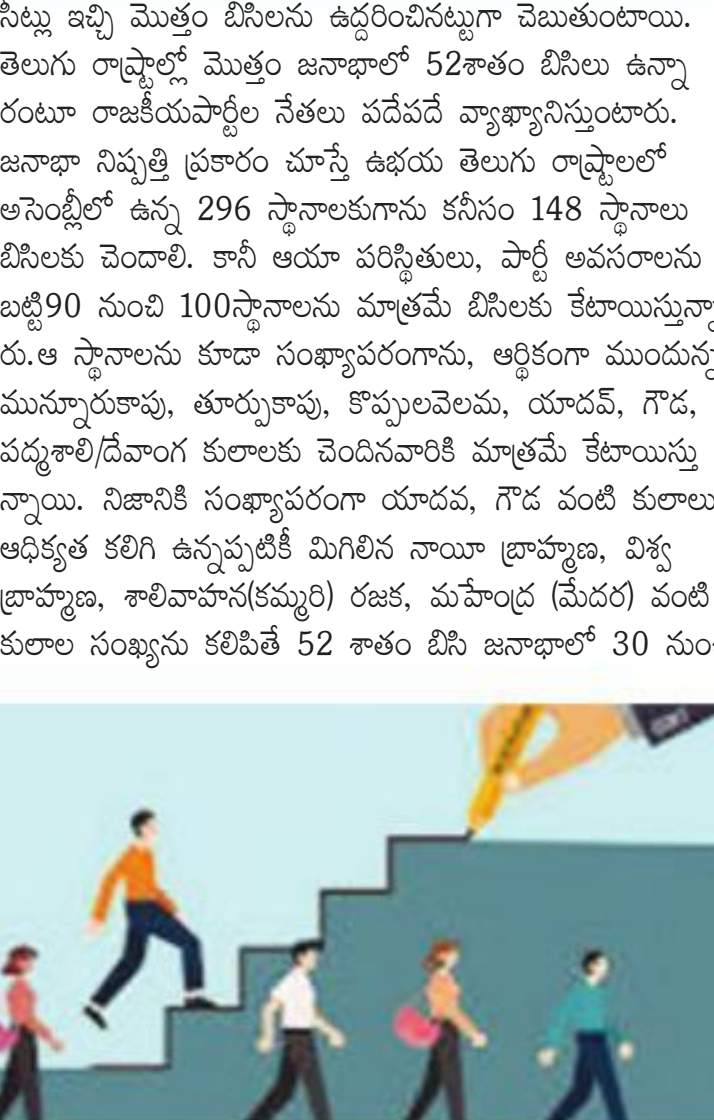 సీట్లు ఇచ్చి మొత్తం బిసిలను ఉద్ధరించినట్టుగా చెబుతుంటాయి.
తెలుగు రాష్ట్రాల్లో మొత్తం జనాభాలో 52శాతం బిసిలు ఉన్నా
రంటూ రాజకీయపార్టీల నేతలు పదేపదే వ్యాఖ్యానిస్తుంటారు.
జనాభా నిష్పత్తి ప్రకారం చూస్తే ఉభయ తెలుగు రాష్ట్రాలలో
అసెంబ్లీలో ఉన్న 296 స్థానాలకుగాను కనీసం 148 స్థానాలు
బిసిలకు చెందాలి. కానీ ఆయా పరిస్థితులు, పార్టీ అవసరాలను
బట్టి90 నుంచి 100స్థానాలను మాత్రమే బిసిలకు కేటాయిస్తున్నా
రు.ఆ స్థానాలను కూడా సంఖ్యాపరంగాను, ఆర్థికంగా ముందున్న
మున్నూరుకాపు, తూర్పుకాపు, కొప్పులవెలమ, యాదవ్, గౌడ,
పద్మశాలి/దేవాంగ కులాలకు చెందినవారికి మాత్రమే కేటాయిస్తు
న్నాయి. నిజానికి సంఖ్యాపరంగా యాదవ, గౌడ వంటి కులాలు
ఆధిక్యత కలిగి ఉన్నప్పటికీ మిగిలిన నాయీ బ్రాహ్మణ, విశ్వ
బ్రాహ్మణ, శాలివాహన(కమ్మరి) రజక, మహేంద్ర (మేదర) వంటి
కులాల సంఖ్యను కలిపితే 52 శాతం బిసి జనాభాలో 30 నుంచి